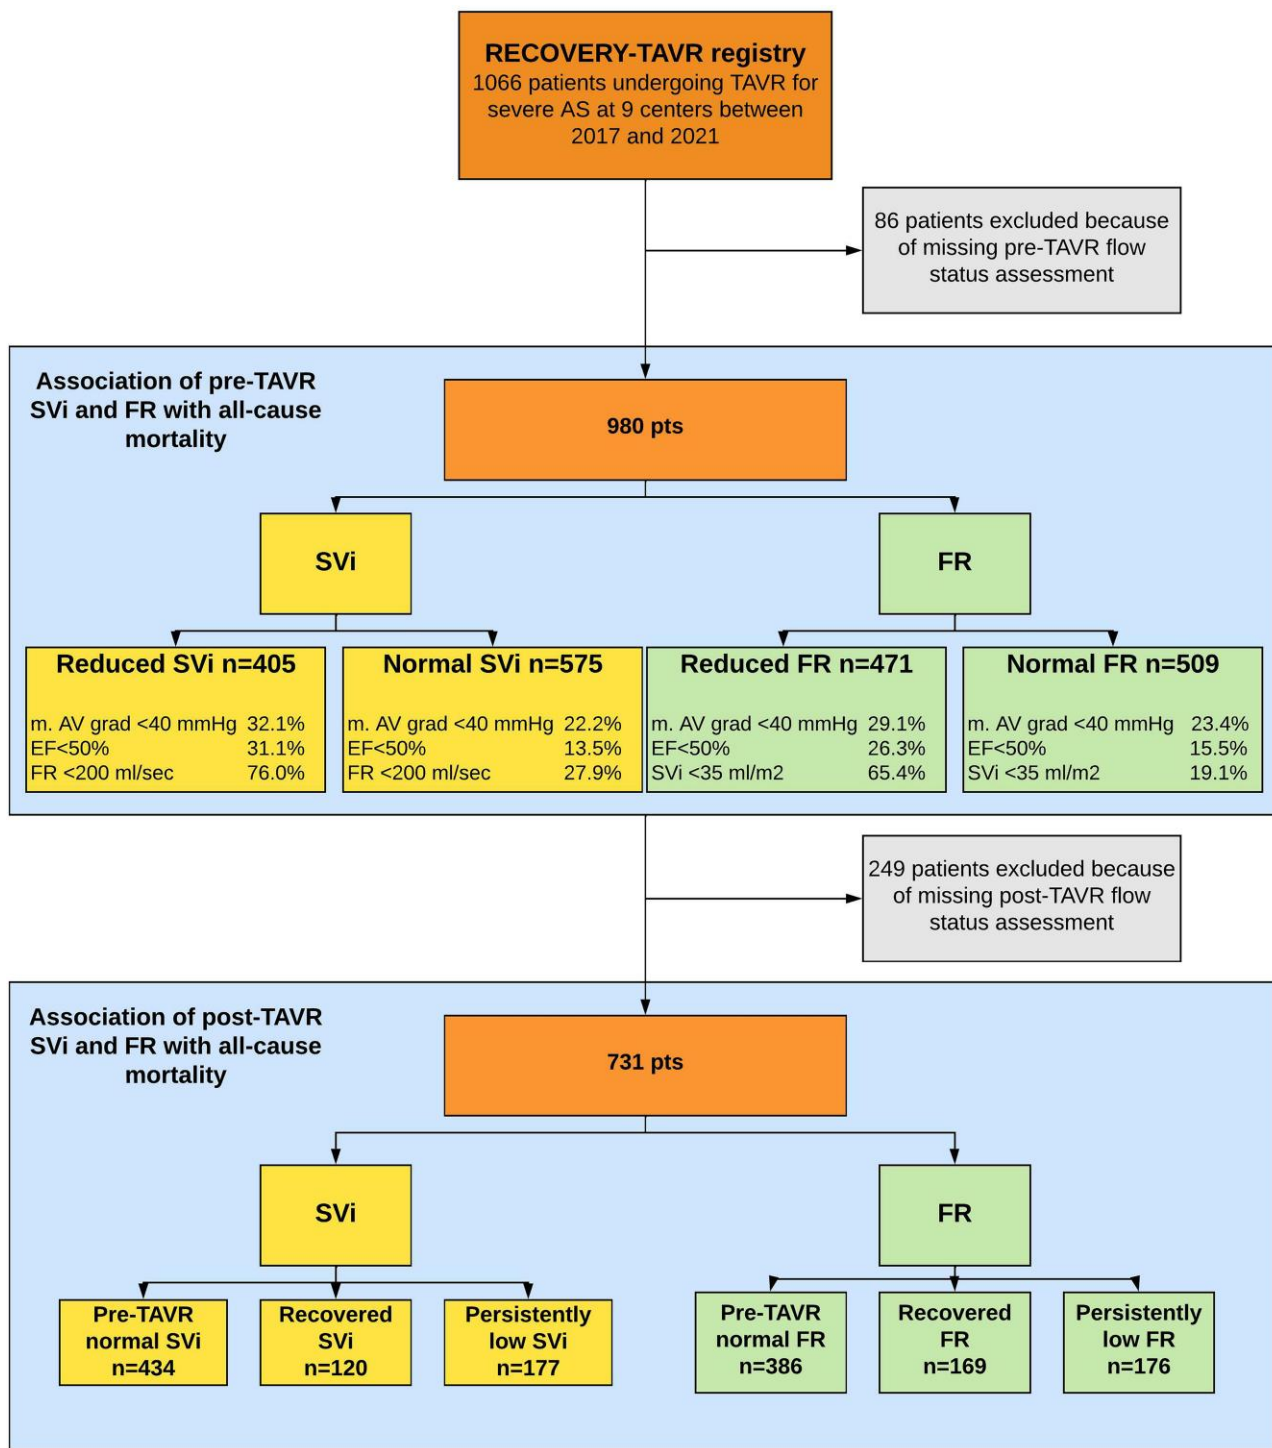 RECOVERY-TAVR registry
1066 patients undergoing TAVR for
severe AS at 9 centers between
2017 and 2021
86 patients excluded because
of missing pre-TAVR flow
status assessment
Association of pre-TAVR
SVi and FR with all-cause
mortality
980 pts
SVi
FR
Reduced SVi n=405
m. AV grad <40 mmHg 32.1%
EF<50% 31.1%
FR <200 ml/sec 76.0%
Normal SVi n=575
m. AV grad <40 mmHg 22.2%
EF<50% 13.5%
FR <200 ml/sec 27.9%
Reduced FR n=471
m. AV grad <40 mmHg 29.1%
EF<50% 26.3%
SVi <35 ml/m2 65.4%
Normal FR n=509
m. AV grad <40 mmHg 23.4%
EF<50% 15.5%
SVi <35 ml/m2 19.1%
249 patients excluded because
of missing post-TAVR flow
status assessment
Association of post-TAVR
SVi and FR with all-cause
mortality
731 pts
SVi
FR
Pre-TAVR
normal SVi
n=434
Recovered
SVi
n=120
Persistently
low SVi
n=177
Pre-TAVR
normal FR
n=386
Recovered
FR
n=169
Persistently
low FR
n=176